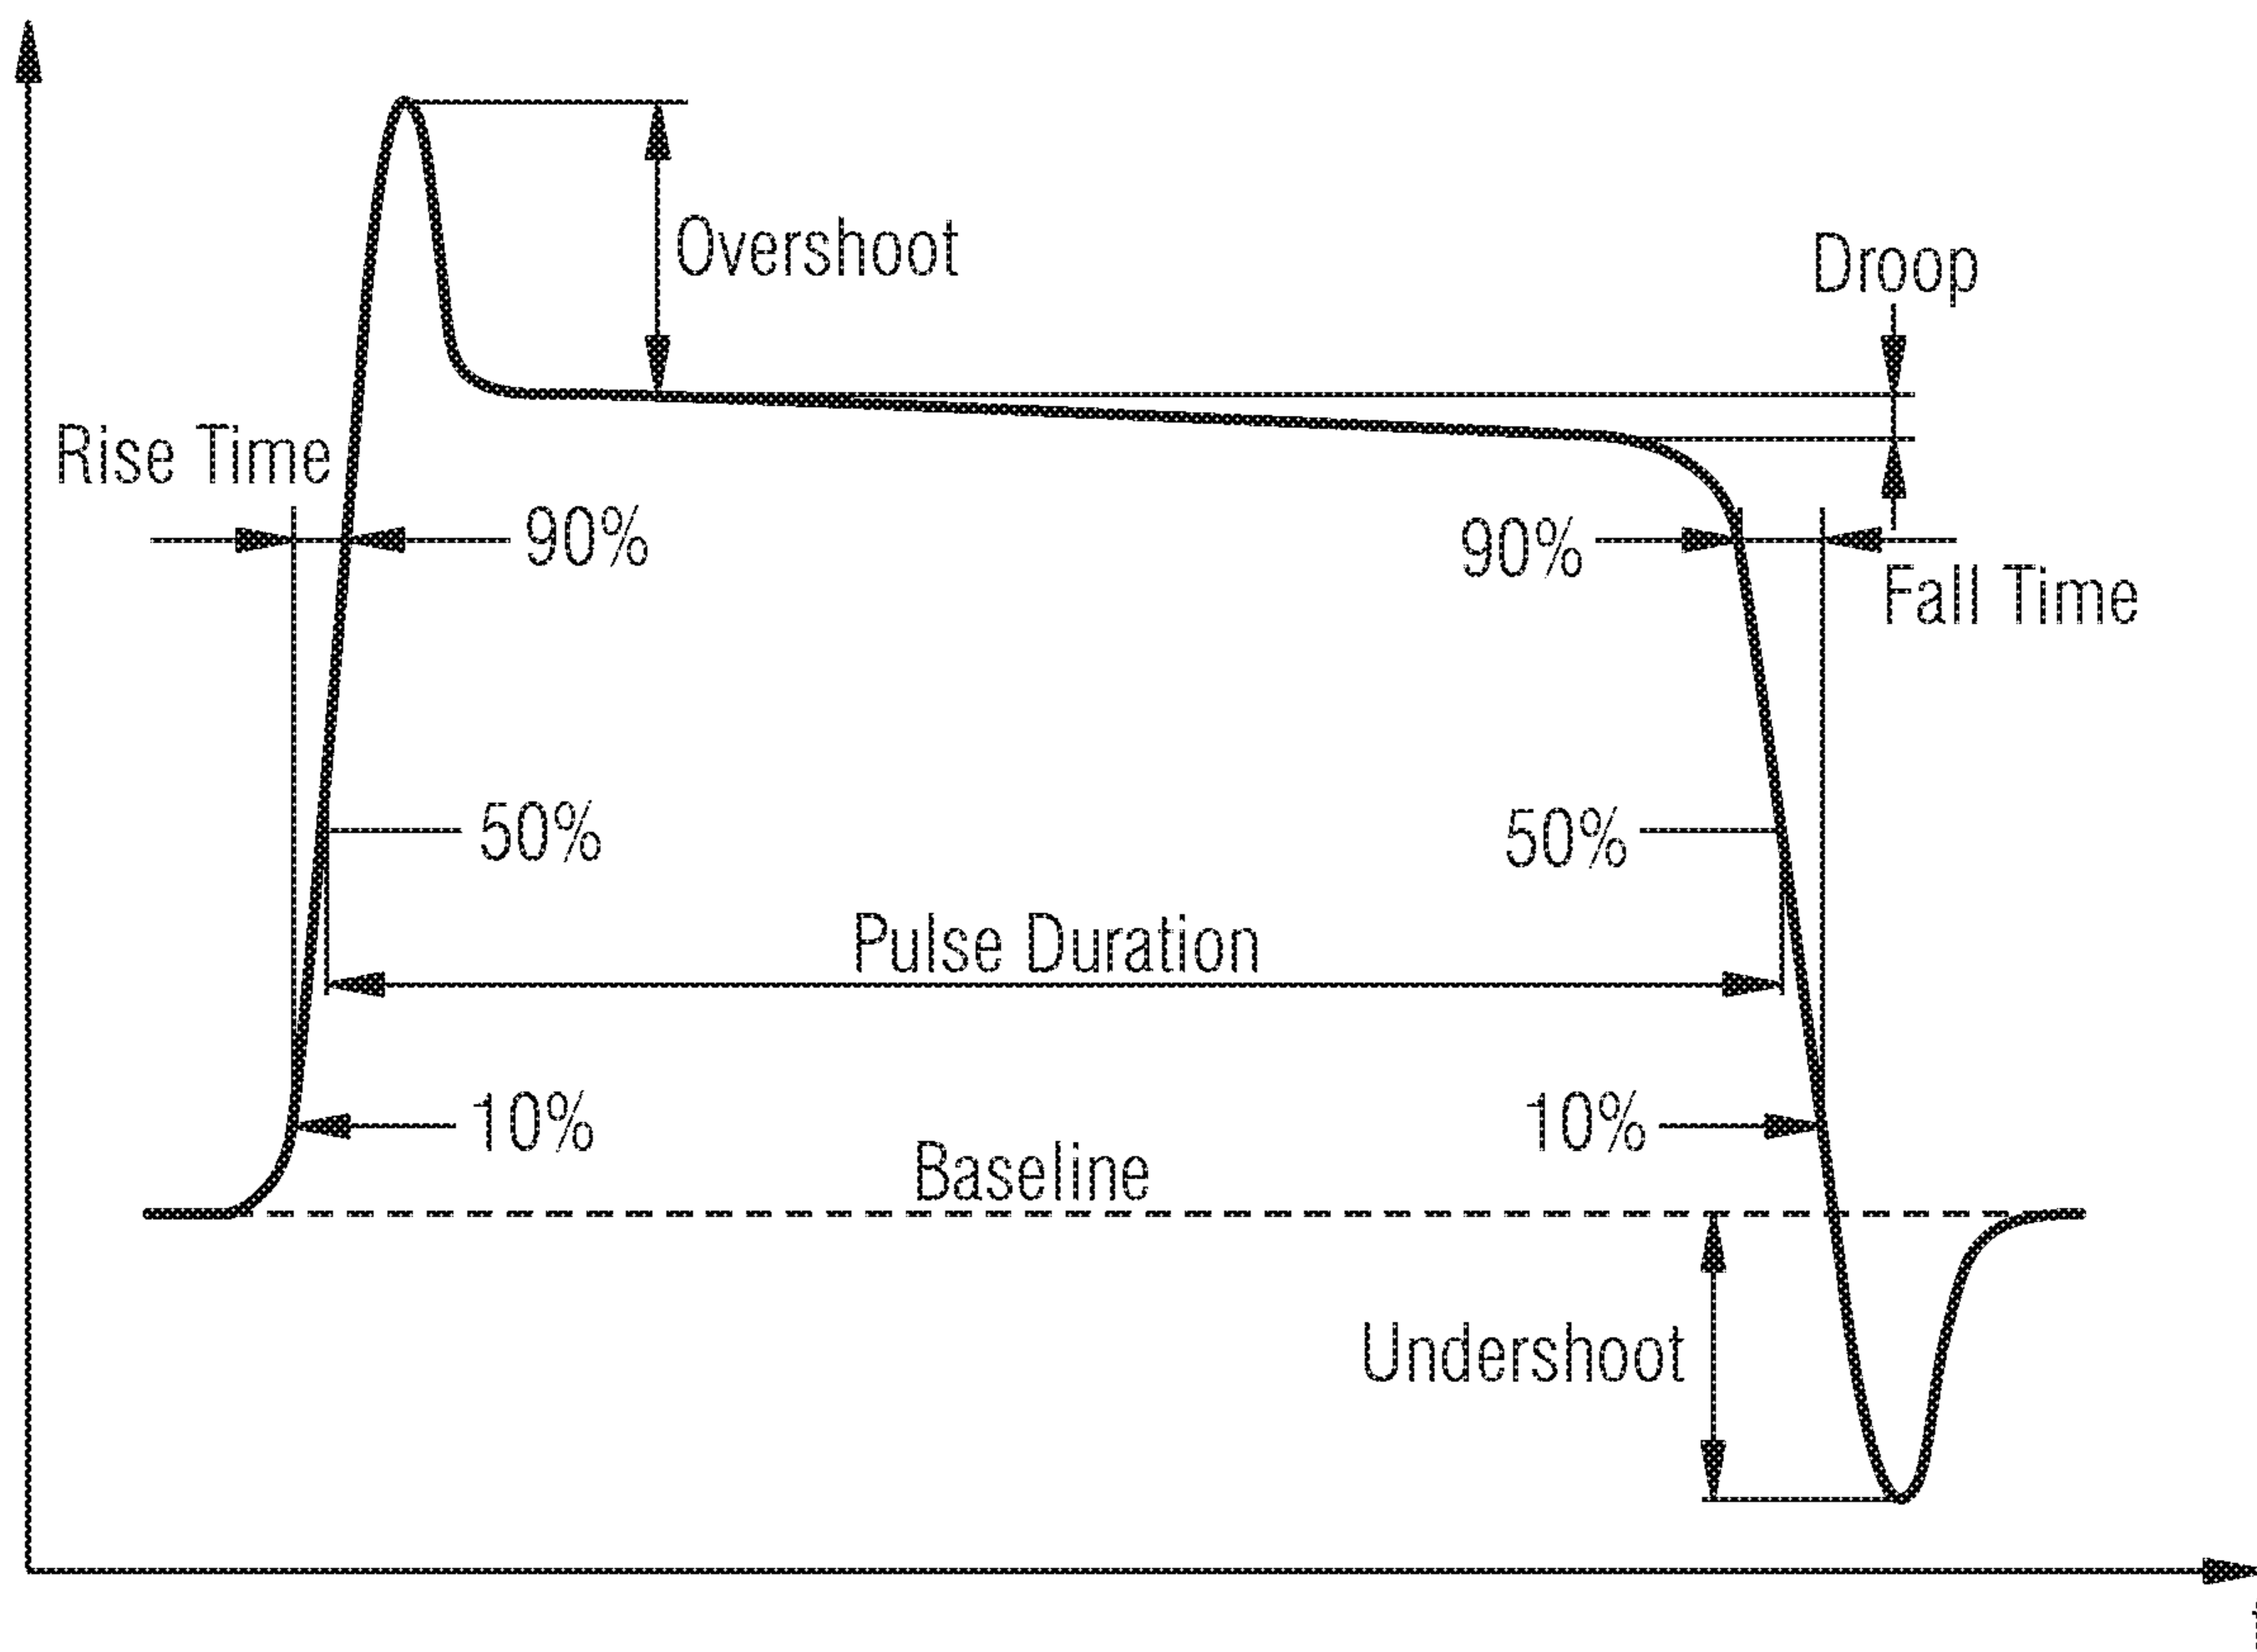 Overshoot
Droop
Rise Time
90%
90%
Fall Time
50%
50%
Pulse Duration
10%
10%
Baseline
Undershoot